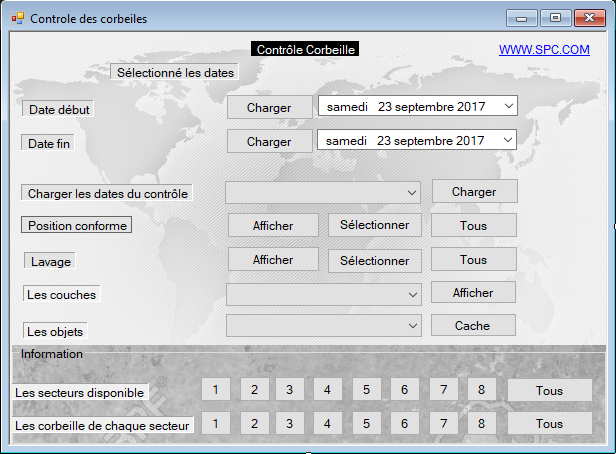 Controle des corbeiles
Contrôle Corbeille
WWW.SPC.COM
Sélectionné les dates
Date début Charger samedi 23 septembre 2017
Date fin Charger samedi 23 septembre 2017
Charger les dates du contrôle Charger
Position conforme Afficher Sélectionner Tous
Lavage Afficher Sélectionner Tous
Les couches Afficher
Les objets Cache
Information
Les secteurs disponible 1 2 3 4 5 6 7 8 Tous
Les corbeille de chaque secteur 1 2 3 4 5 6 7 8 Tous